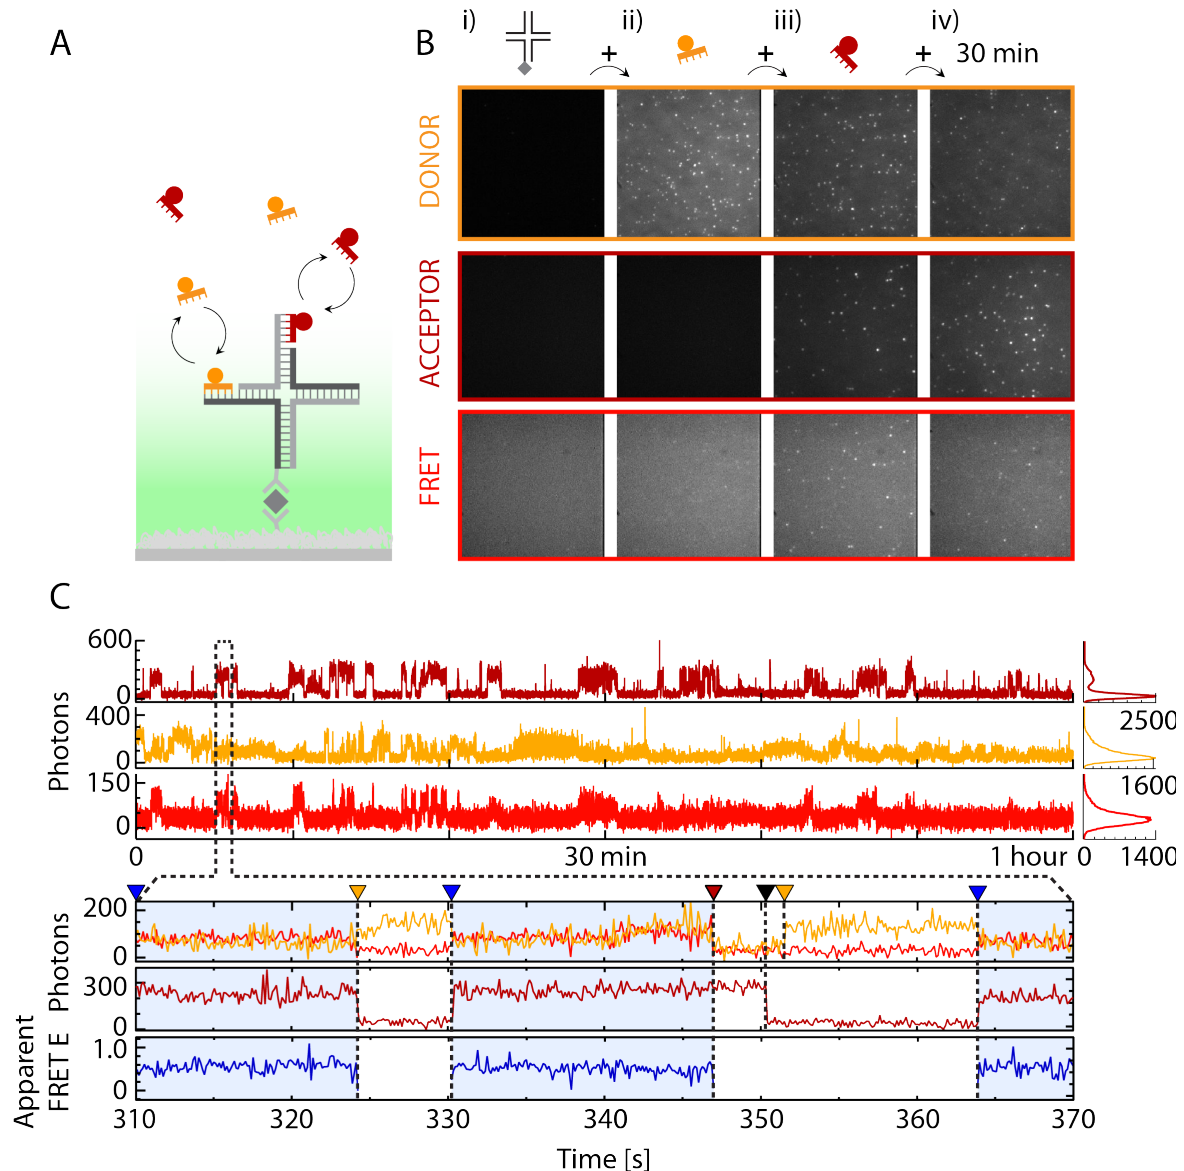 A
B
i)
ii)
iii)
iv)
+
+
+ 30 min
DONOR
ACCEPTOR
FRET
C
Photons
600
0
400
0
2500
150
0
1600
0
30 min
1 hour
0
1400
Photons
200
0
Photons
300
0
Apparent
FRET E
1.0
0
310
320
330
340
350
360
370
Time [s]